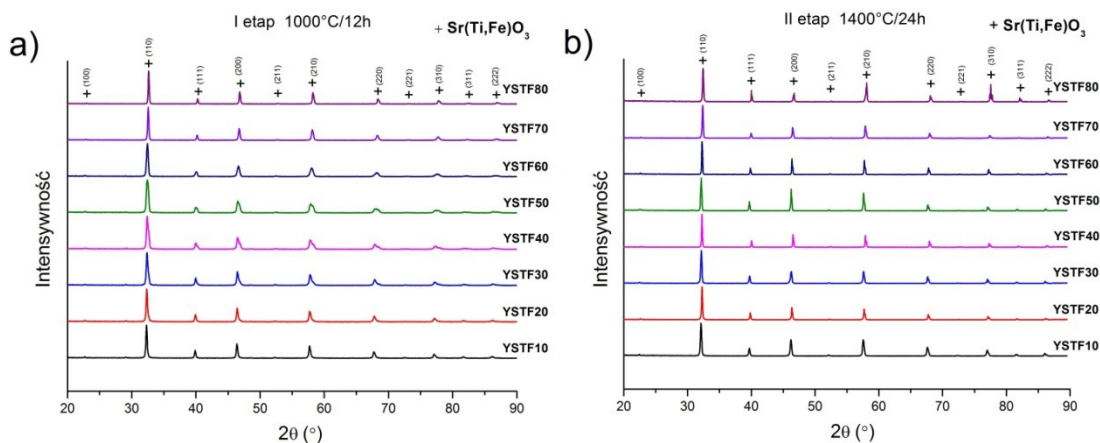 a)
I etap 1000°C/12h
+ Sr(Ti,Fe)O3
(100)
(110)
(111)
(200)
(211)
(210)
(220)
(221)
(310)
(311)
(222)
YSTF80
YSTF70
YSTF60
YSTF50
YSTF40
YSTF30
YSTF20
YSTF10
Intensywność
20 30 40 50 60 70 80 90
2θ (°)
b)
II etap 1400°C/24h
+ Sr(Ti,Fe)O3
(100)
(110)
(111)
(200)
(211)
(210)
(220)
(221)
(310)
(311)
(222)
YSTF80
YSTF70
YSTF60
YSTF50
YSTF40
YSTF30
YSTF20
YSTF10
Intensywność
20 30 40 50 60 70 80 90
2θ (°)